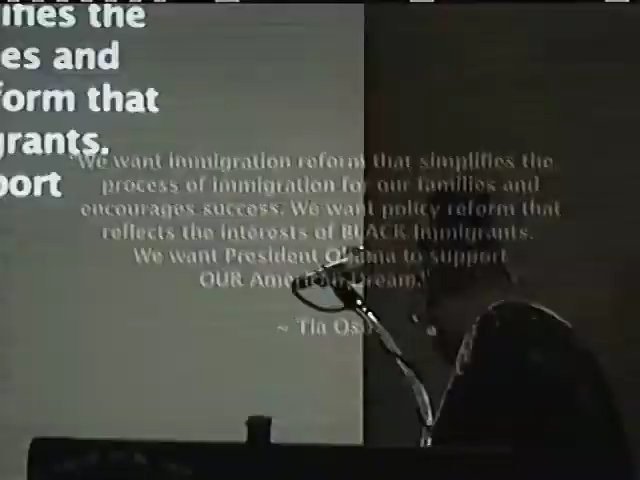 ifies the
es and
form that
grants.
port
"We want immigration reform that simplifies the
process of immigration for our families and
encourages success. We want policy reform that
reflects the interests of BLACK Immigrants.
We want President Obama to support
OUR American Dream."
~ Tia